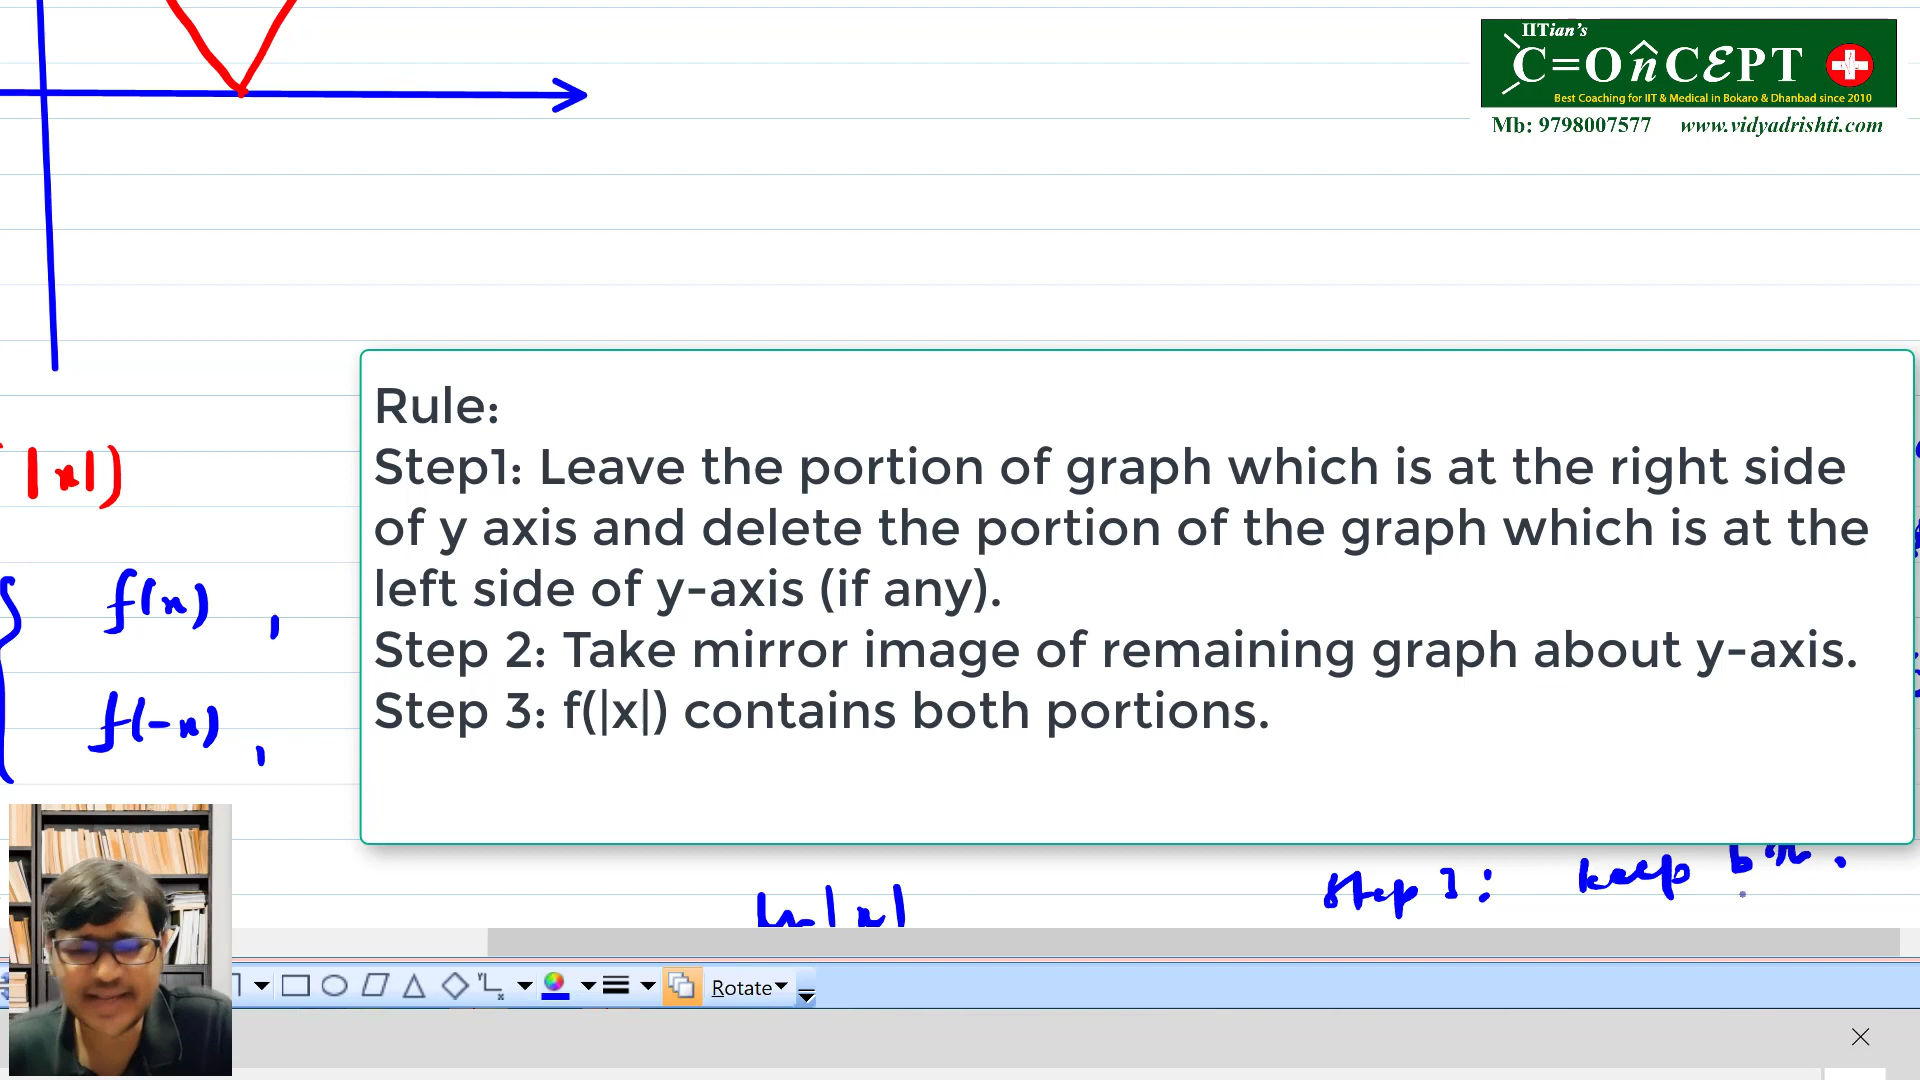 IITian's
C=OnCEPT
Best Coaching for IIT & Medical in Bokaro & Dhanbad since 2010
Mb: 9798007577 www.vidyadrishti.com
Rule:
Step1: Leave the portion of graph which is at the right side
of y axis and delete the portion of the graph which is at the
left side of y-axis (if any).
Step 2: Take mirror image of remaining graph about y-axis.
Step 3: f(|x|) contains both portions.
|x|)
f(x) ,
f(-x) ,
Step 3: keep
|x|
Rotate